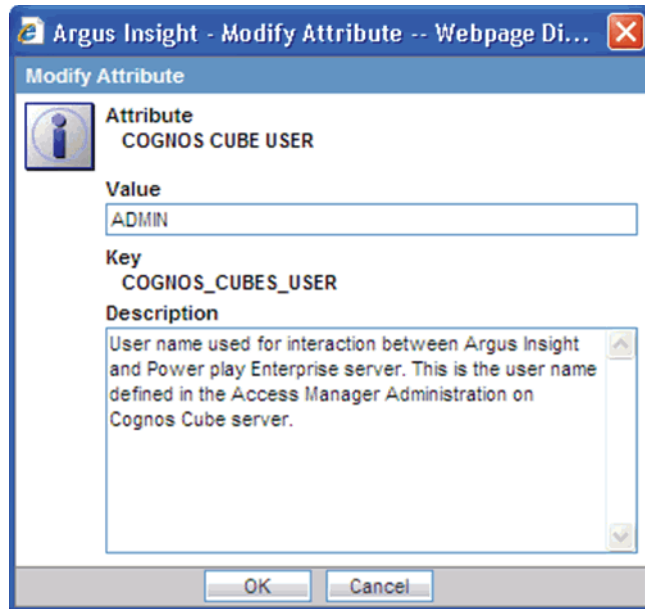 Argus Insight - Modify Attribute -- Webpage Di...
Modify Attribute
Attribute
COGNOS CUBE USER
Value
ADMIN
Key
COGNOS_CUBES_USER
Description
User name used for interaction between Argus Insight
and Power play Enterprise server. This is the user name
defined in the Access Manager Administration on
Cognos Cube server.
OK Cancel